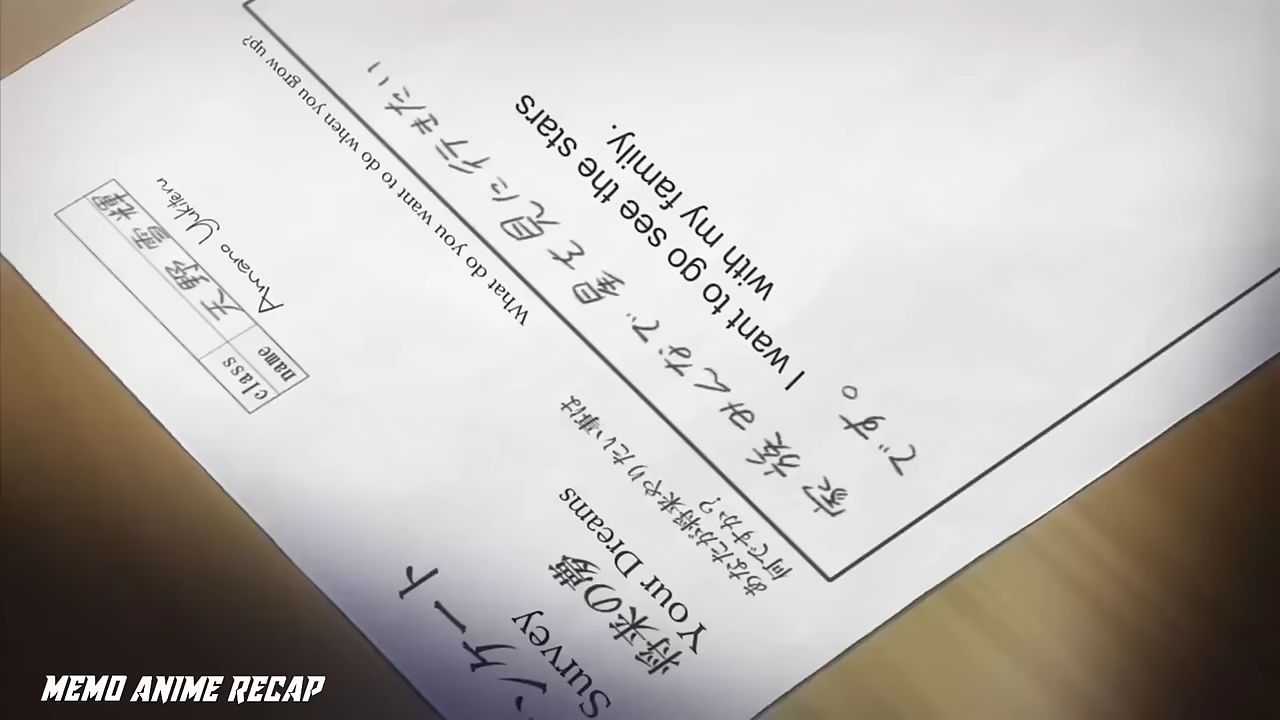 ンケート
Survey
将来の夢
Your Dreams
あなたが将来やりたい事は
何ですか?
What do you want to do when you grow up?
class
name
天野雪輝
Amano Yukiteru
家族みんなで星を見に行きたい
です。
I want to go see the stars
with my family.
MEMO ANIME RECAP